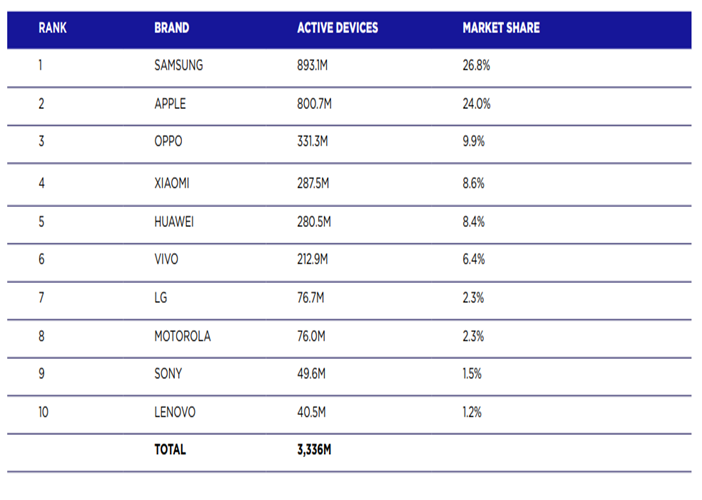 RANK BRAND ACTIVE DEVICES MARKET SHARE
1 SAMSUNG 893.1M 26.8%
2 APPLE 800.7M 24.0%
3 OPPO 331.3M 9.9%
4 XIAOMI 287.5M 8.6%
5 HUAWEI 280.5M 8.4%
6 VIVO 212.9M 6.4%
7 LG 76.7M 2.3%
8 MOTOROLA 76.0M 2.3%
9 SONY 49.6M 1.5%
10 LENOVO 40.5M 1.2%
TOTAL 3,336M